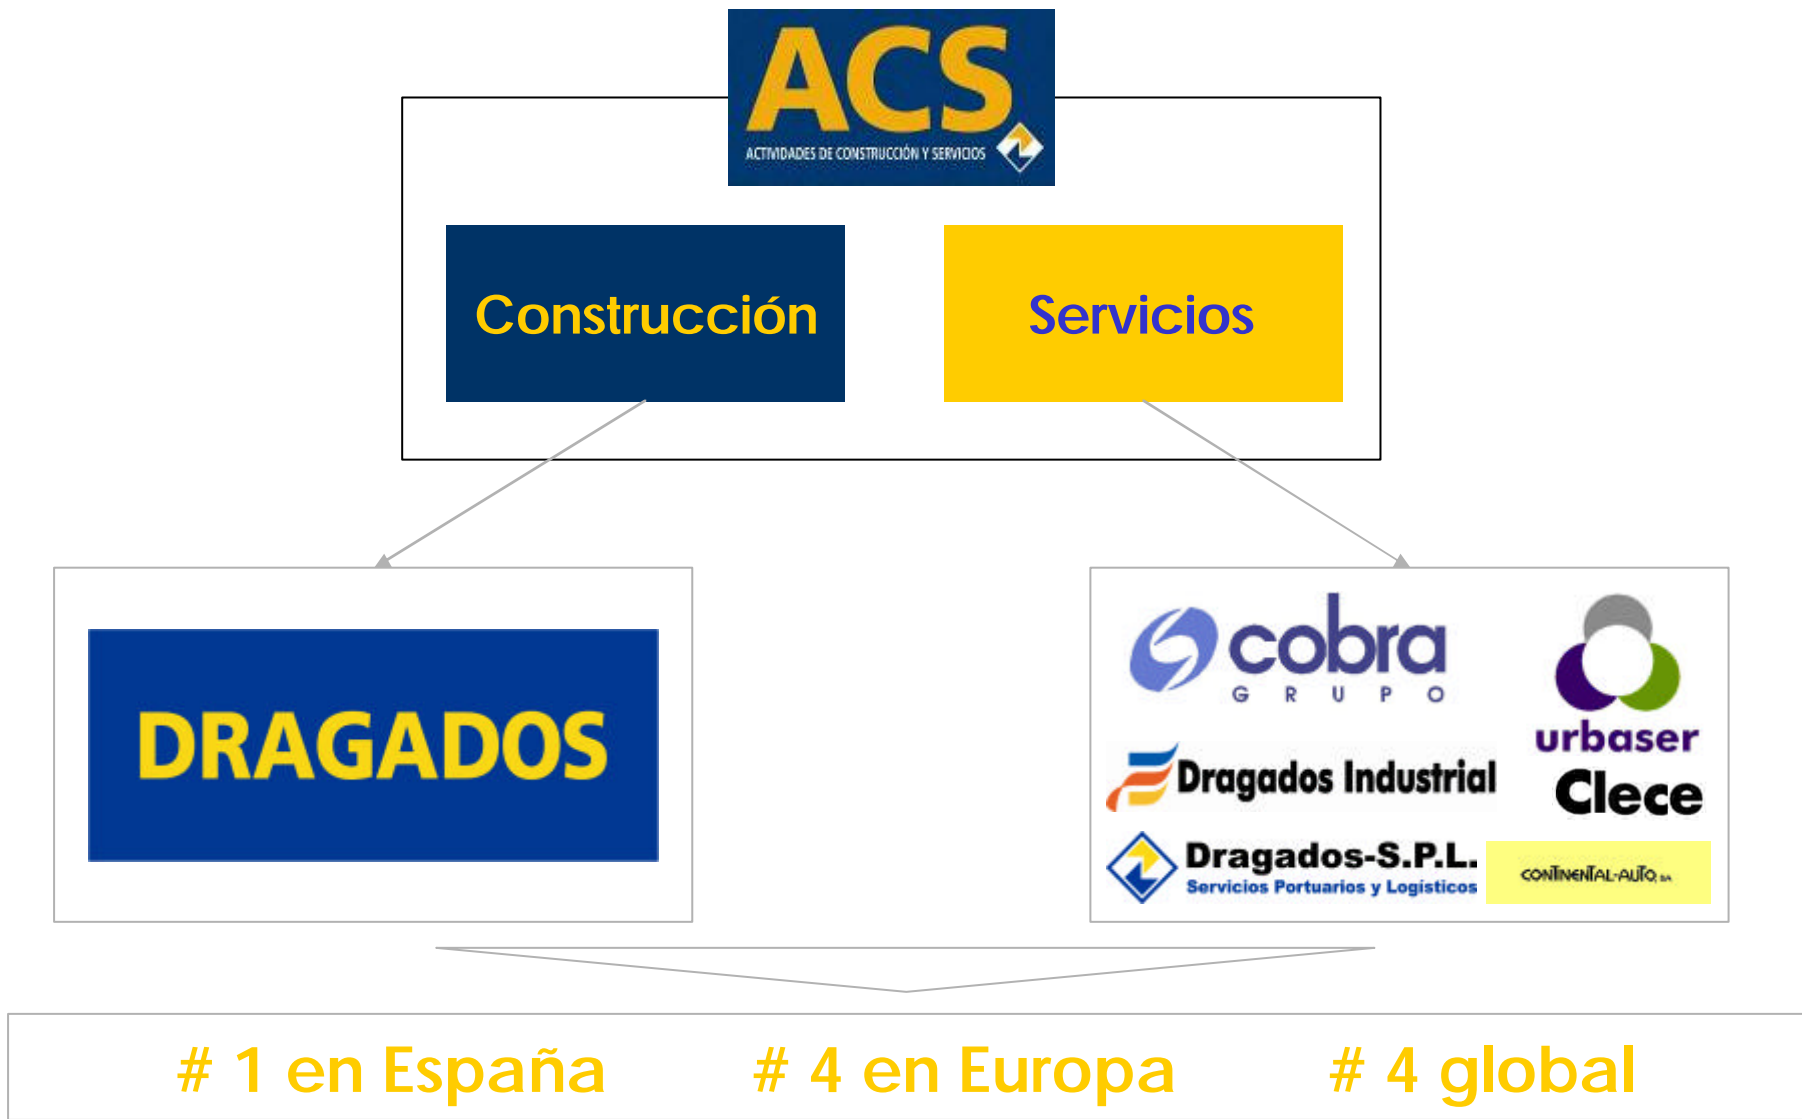 ACS
ACTIVIDADES DE CONSTRUCCIÓN Y SERVICIOS
Construcción
Servicios
DRAGADOS
cobra
GRUPO
urbaser
Dragados Industrial
Clece
Dragados-S.P.L.
Servicios Portuarios y Logísticos
CONTINENTAL-AUTO, S.A.
# 1 en España # 4 en Europa # 4 global